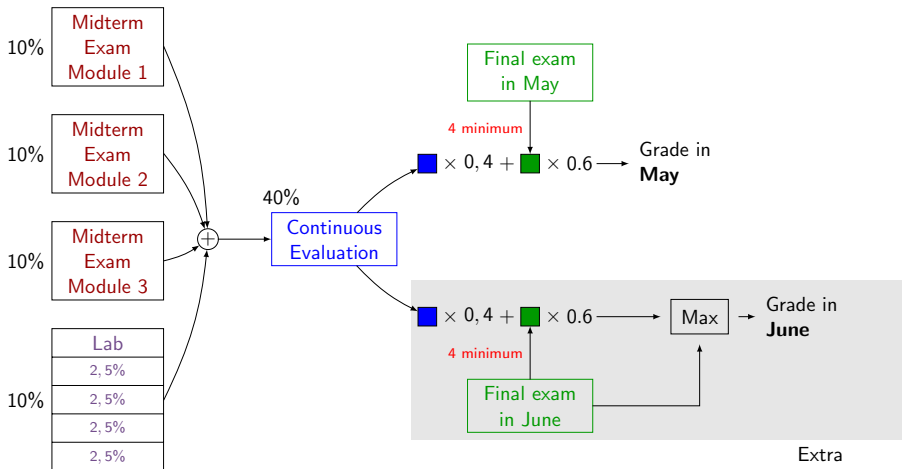 10%
Midterm
Exam
Module 1
10%
Midterm
Exam
Module 2
10%
Midterm
Exam
Module 3
10%
Lab
2, 5%
2, 5%
2, 5%
2, 5%
+
40%
Continuous
Evaluation
Final exam
in May
4 minimum
× 0, 4 + × 0.6
Grade in
May
× 0, 4 + × 0.6
Max
Grade in
June
4 minimum
Final exam
in June
Extra